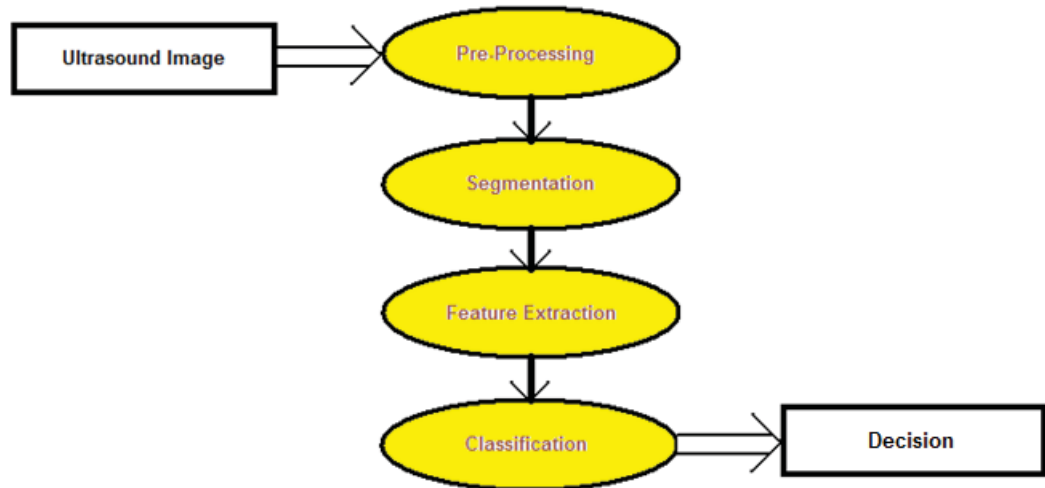 Ultrasound Image
Pre-Processing
Segmentation
Feature Extraction
Classification
Decision